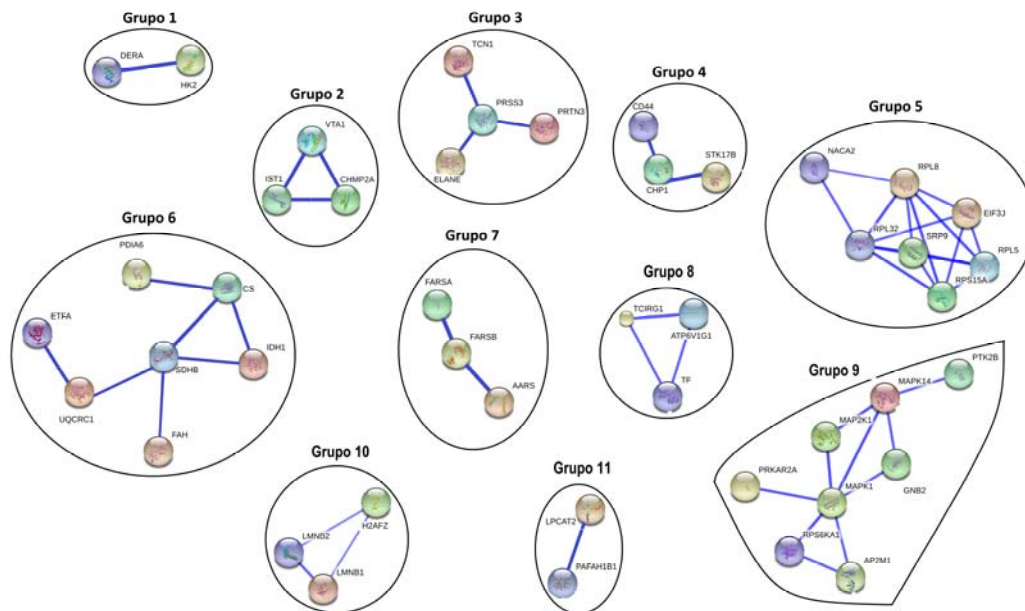 Grupo 1
DERA
HK2
Grupo 2
VTA1
IST1
CHMP2A
Grupo 3
TCN1
PRSS3
PRTN3
ELANE
Grupo 4
CD44
STK17B
CHP1
Grupo 5
NACA2
RPL8
EIF3J
RPL32
SRP9
RPL5
RPS15A
Grupo 6
PDIA6
CS
ETFA
IDH1
SDHB
UQCRC1
FAH
Grupo 7
FARSA
FARSB
AARS
Grupo 8
TCIRG1
ATP6V1G1
TF
Grupo 9
PTK2B
MAPK14
MAP2K1
PRKAR2A
MAPK1
GNB2
RPS6KA1
AP2M1
Grupo 10
H2AFZ
LMNB2
LMNB1
Grupo 11
LPCAT2
PAFAH1B1